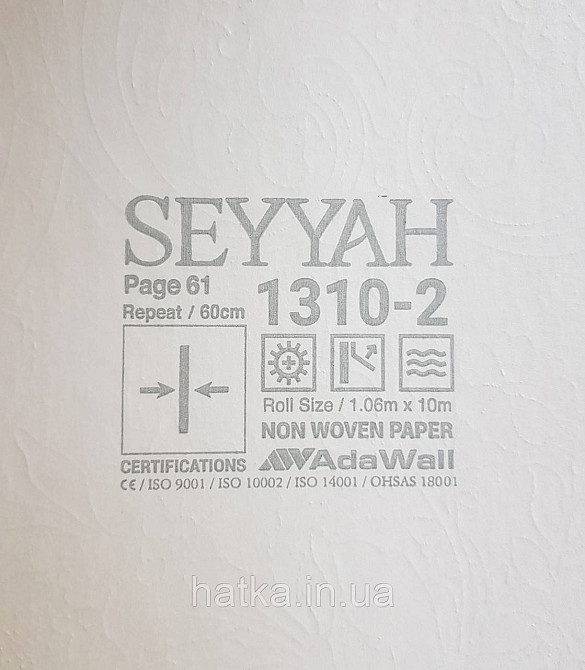 SEYYAH
Page 61
Repeat / 60cm
1310-2
Roll Size / 1.06m x 10m
NON WOVEN PAPER
CERTIFICATIONS
AdaWall
CE / ISO 9001 / ISO 10002 / ISO 14001 / OHSAS 18001
hatka.in.ua